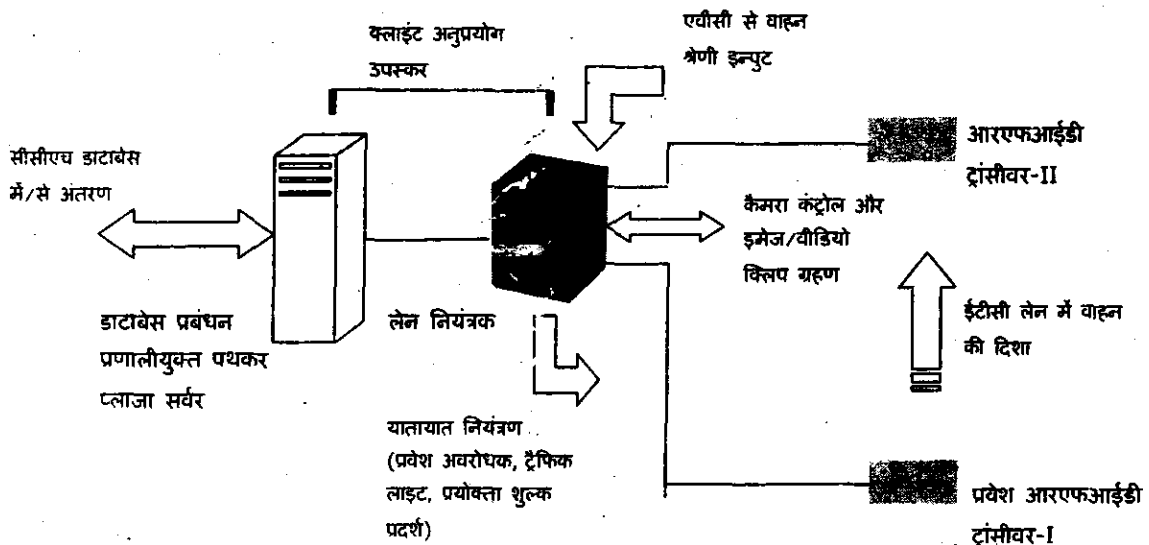 क्लाइंट अनुप्रयोग
उपस्कर
एवीसी से वाहन
श्रेणी इन्पुट
सीसीएच डाटाबेस
में/से अंतरण
आरएफआईडी
ट्रांसीवर-II
कैमरा कंट्रोल और
इमेज/वीडियो
क्लिप ग्रहण
ईटीसी लेन में वाहन
की दिशा
डाटाबेस प्रबंधन
प्रणालीयुक्त पथकर
प्लाजा सर्वर
लेन नियंत्रक
यातायात नियंत्रण
(प्रवेश अवरोधक, ट्रैफिक
लाइट, प्रयोक्ता शुल्क
प्रदर्श)
प्रवेश आरएफआईडी
ट्रांसीवर-I